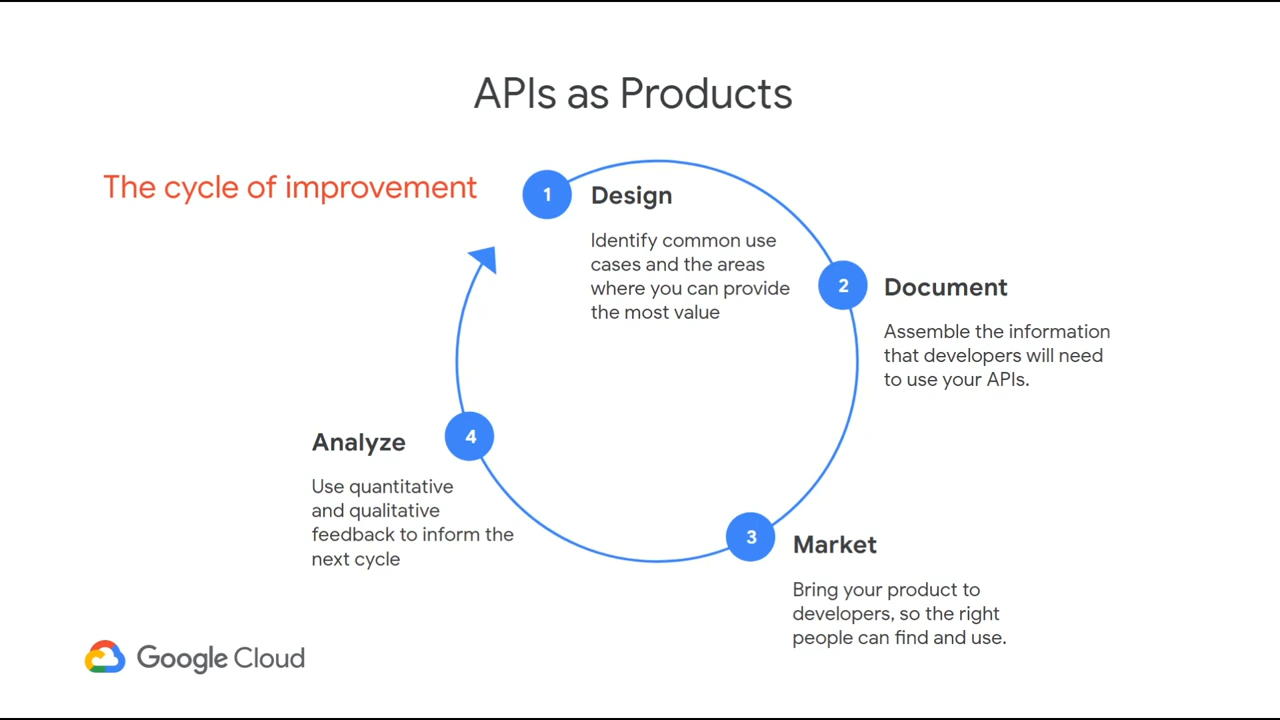 APIs as Products
The cycle of improvement
1
Design
Identify common use
cases and the areas
where you can provide
the most value
2
Document
Assemble the information
that developers will need
to use your APIs.
3
Market
Bring your product to
developers, so the right
people can find and use.
4
Analyze
Use quantitative
and qualitative
feedback to inform the
next cycle
Google Cloud